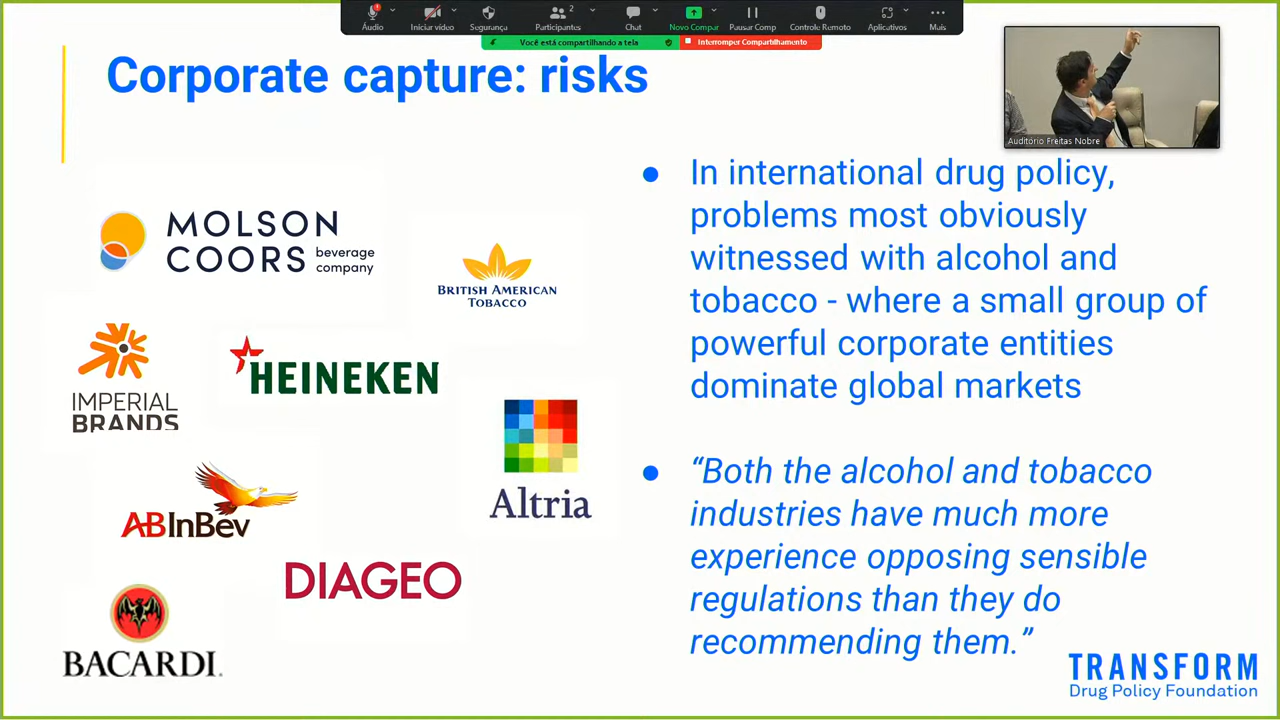 Áudio
Iniciar vídeo
Segurança
Participantes
2
Chat
Novo Compar
Pausar Comp
Controle Remoto
Aplicativos
Mais
Você está compartilhando a tela
Interromper Compartilhamento
Corporate capture: risks
Auditório Freitas Nobre
MOLSON
COORS beverage
company
BRITISH AMERICAN
TOBACCO
IMPERIAL
BRANDS
HEINEKEN
Altria
ABInBev
DIAGEO
BACARDI
● In international drug policy,
problems most obviously
witnessed with alcohol and
tobacco - where a small group of
powerful corporate entities
dominate global markets
● “Both the alcohol and tobacco
industries have much more
experience opposing sensible
regulations than they do
recommending them.”
TRANSFORM
Drug Policy Foundation